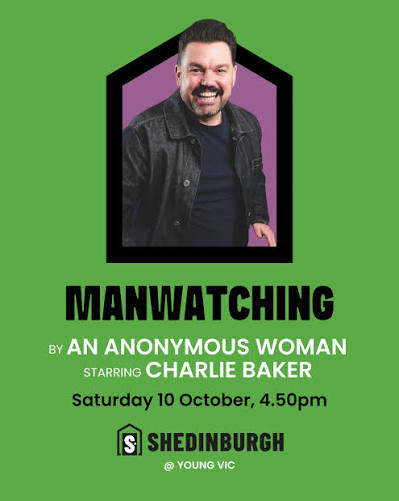 MANWATCHING
BY AN ANONYMOUS WOMAN
STARRING CHARLIE BAKER
Saturday 10 October, 4.50pm
S SHEDINBURGH
@ YOUNG VIC